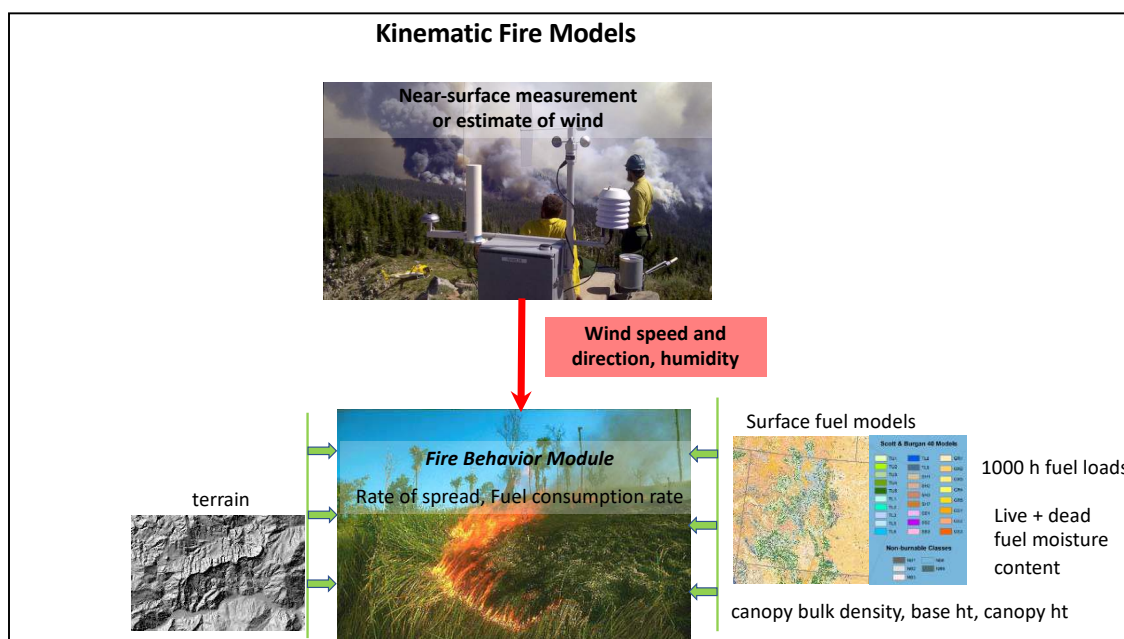 Kinematic Fire Models
Near-surface measurement
or estimate of wind
Wind speed and
direction, humidity
Fire Behavior Module
Rate of spread, Fuel consumption rate
terrain
Surface fuel models
Scott & Burgan 40 Models
Non-burnable Classes
1000 h fuel loads
Live + dead
fuel moisture
content
canopy bulk density, base ht, canopy ht